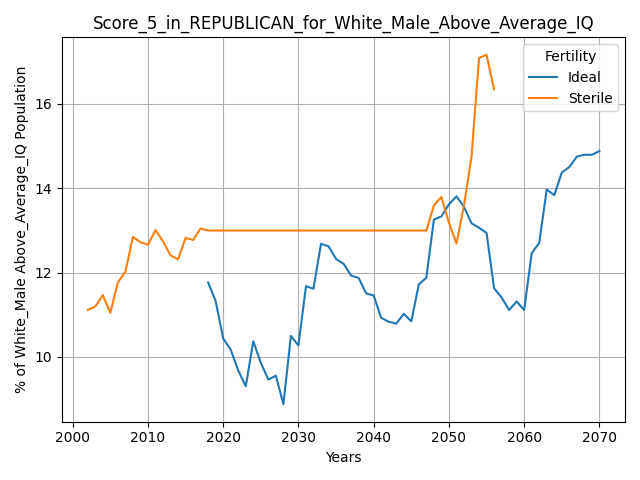 Score_5_in_REPUBLICAN_for_White_Male_Above_Average_IQ
Fertility
Ideal
Sterile
% of White_Male Above_Average_IQ Population
16
14
12
10
2000 2010 2020 2030 2040 2050 2060 2070
Years